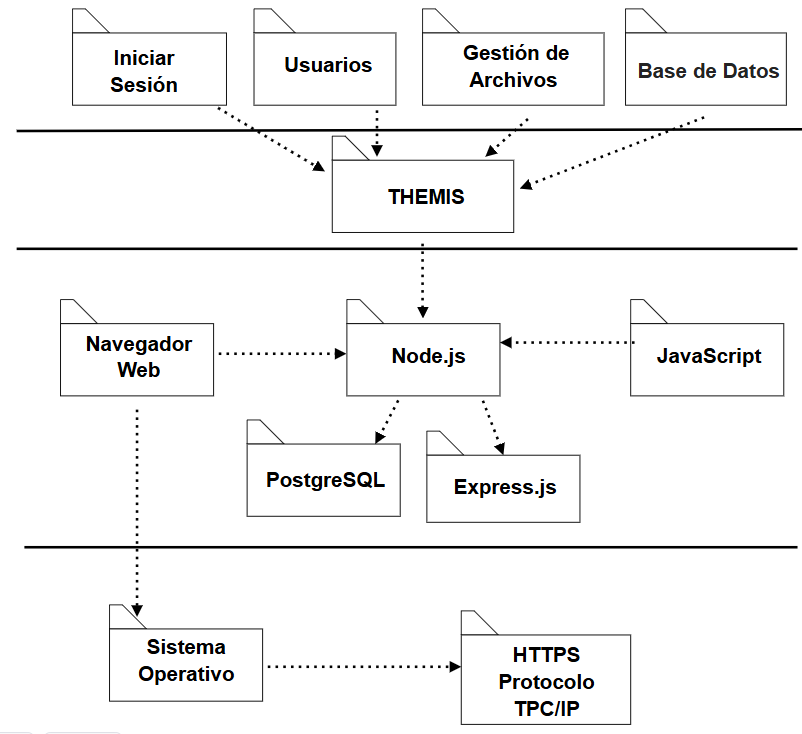 Iniciar
Sesión
Usuarios
Gestión de
Archivos
Base de Datos
THEMIS
Navegador
Web
Node.js
JavaScript
PostgreSQL
Express.js
Sistema
Operativo
HTTPS
Protocolo
TPC/IP